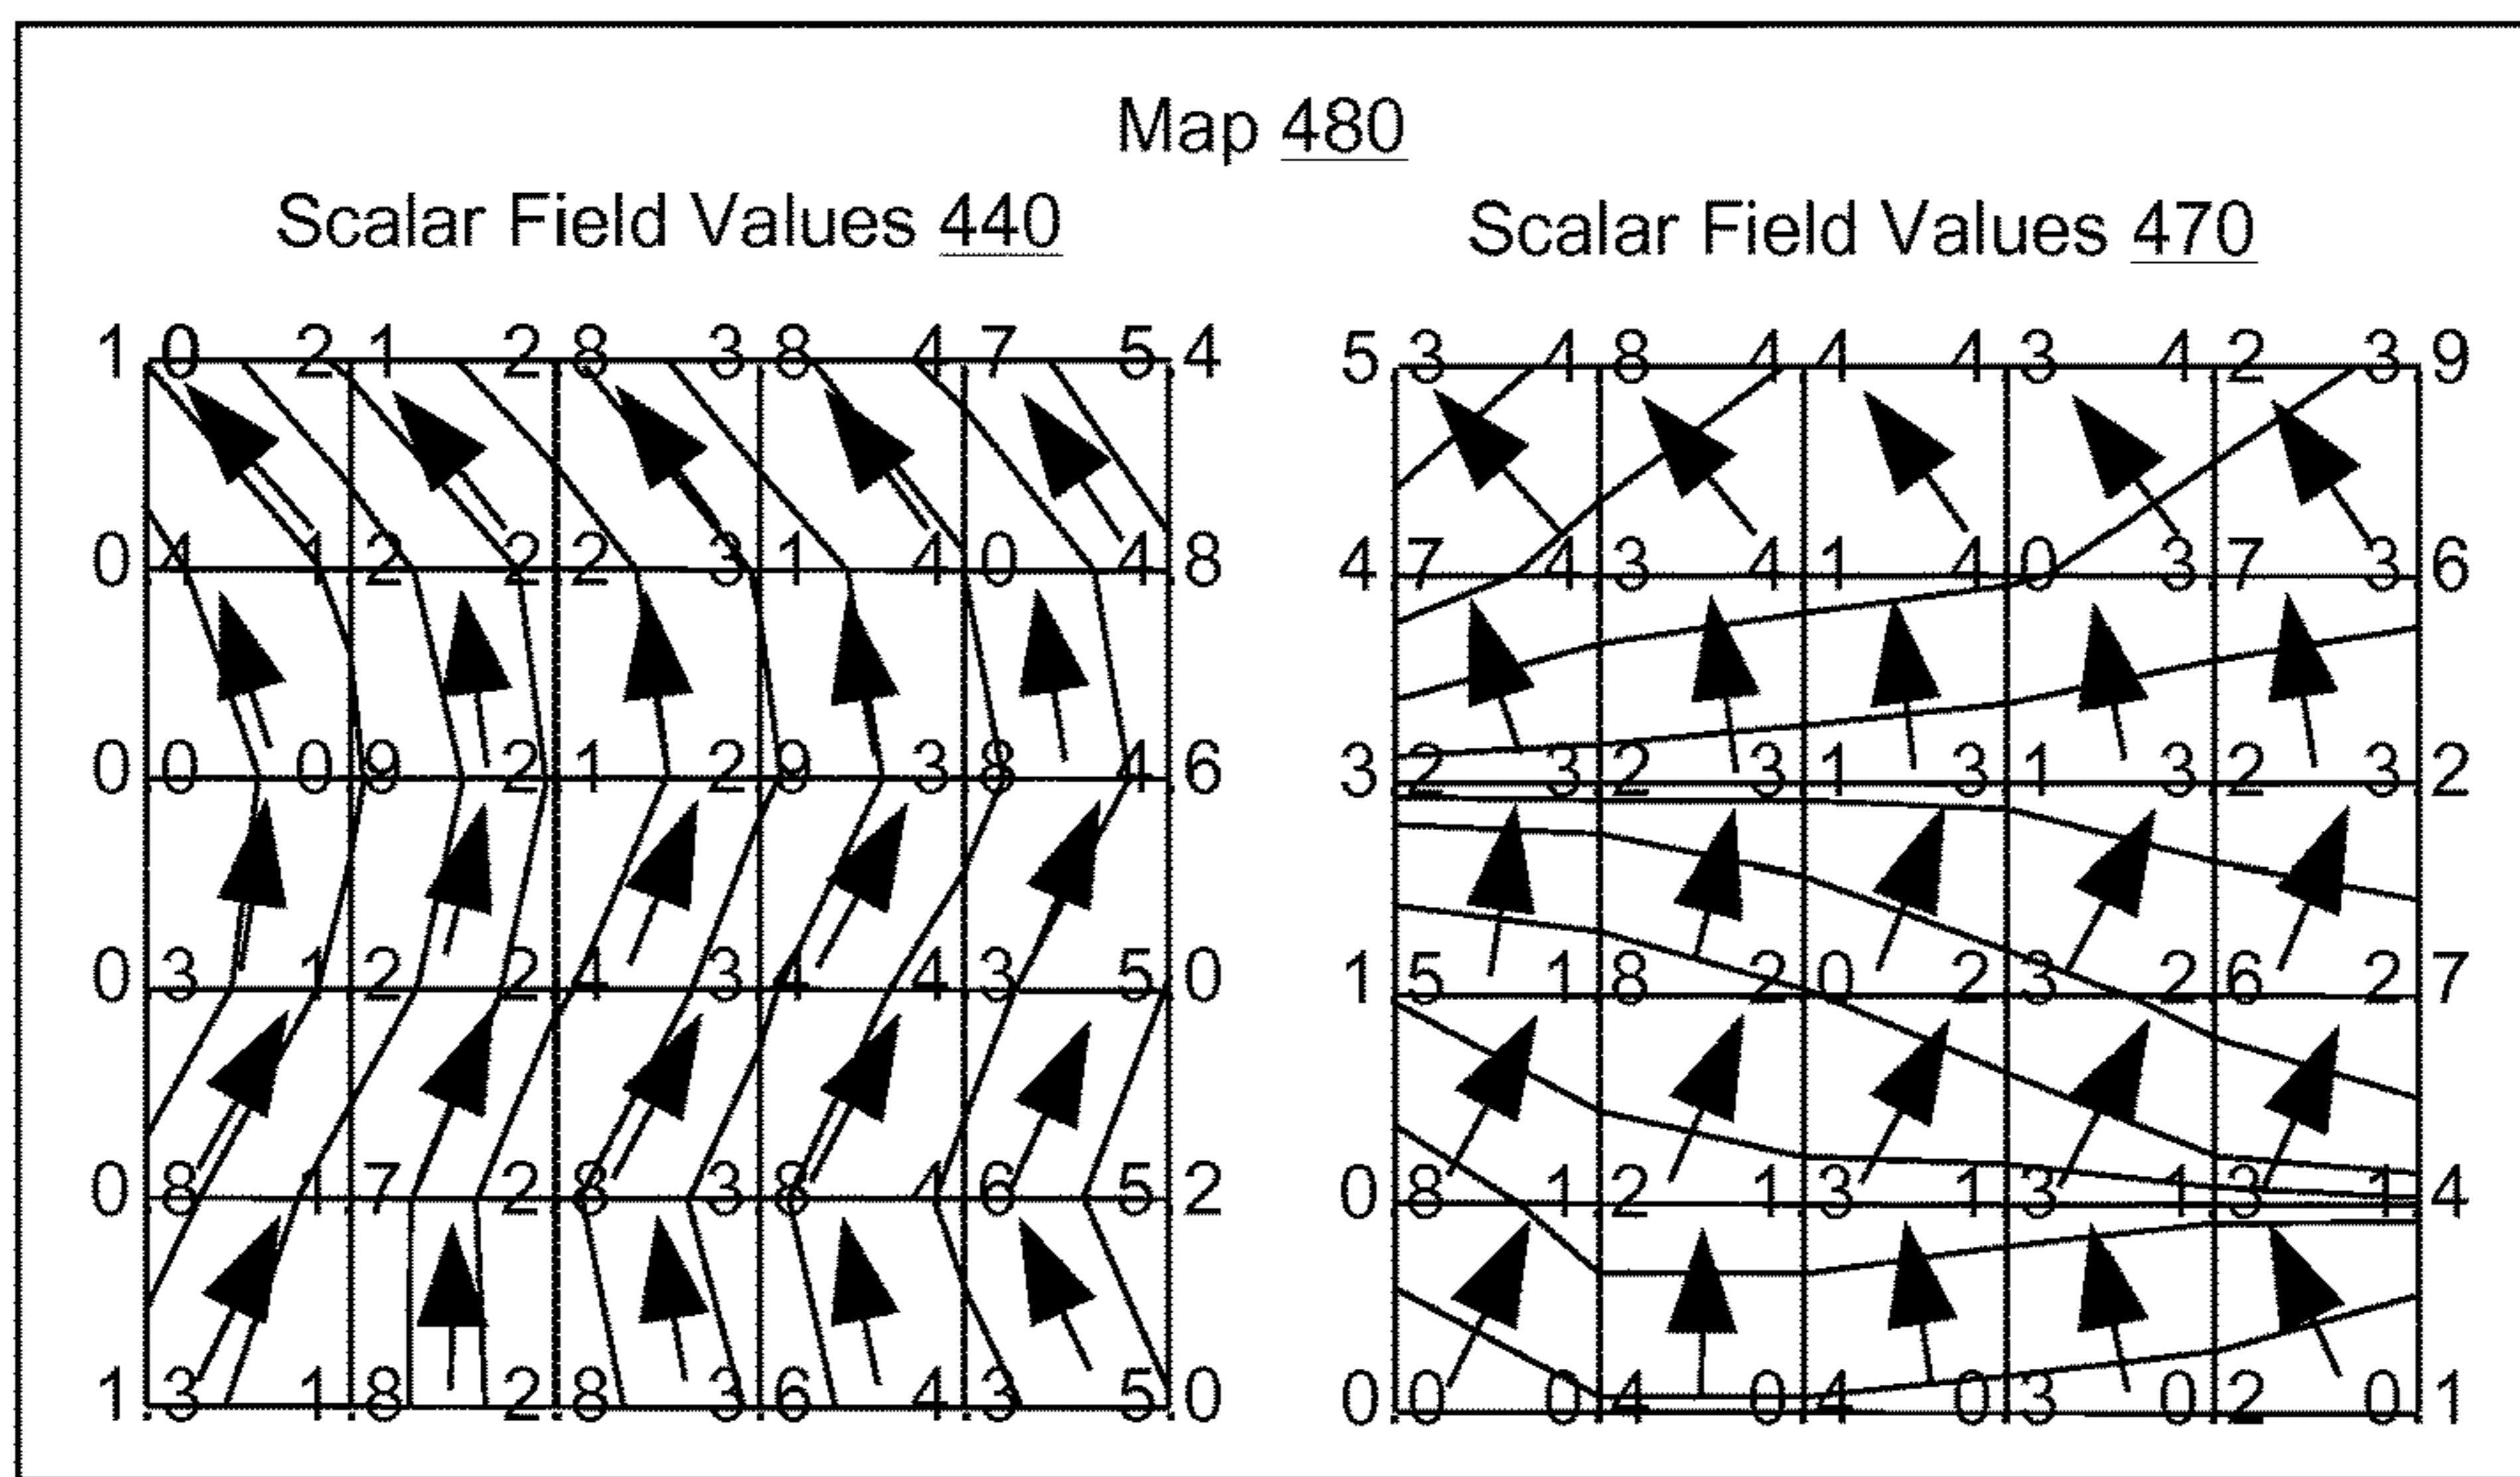 Map 480
Scalar Field Values 440
Scalar Field Values 470
1 0 2 1 2 8 3 8 4 7 5 4
5 3 4 8 4 4 4 3 4 2 3 9
0 4 1 2 2 2 3 1 4 0 4 8
4 7 4 3 4 1 4 0 3 7 3 6
0 0 0 9 2 1 2 9 3 8 4 6
3 2 3 2 3 1 3 1 3 2 3 2
0 3 1 2 2 4 3 4 4 3 5 0
1 5 1 8 2 0 2 3 2 6 2 7
0 8 1 7 2 8 3 8 4 6 5 2
0 8 1 2 1 3 1 3 1 3 1 4
1 3 1 8 2 8 3 6 4 3 5 0
0 0 0 4 0 4 0 3 0 2 0 1